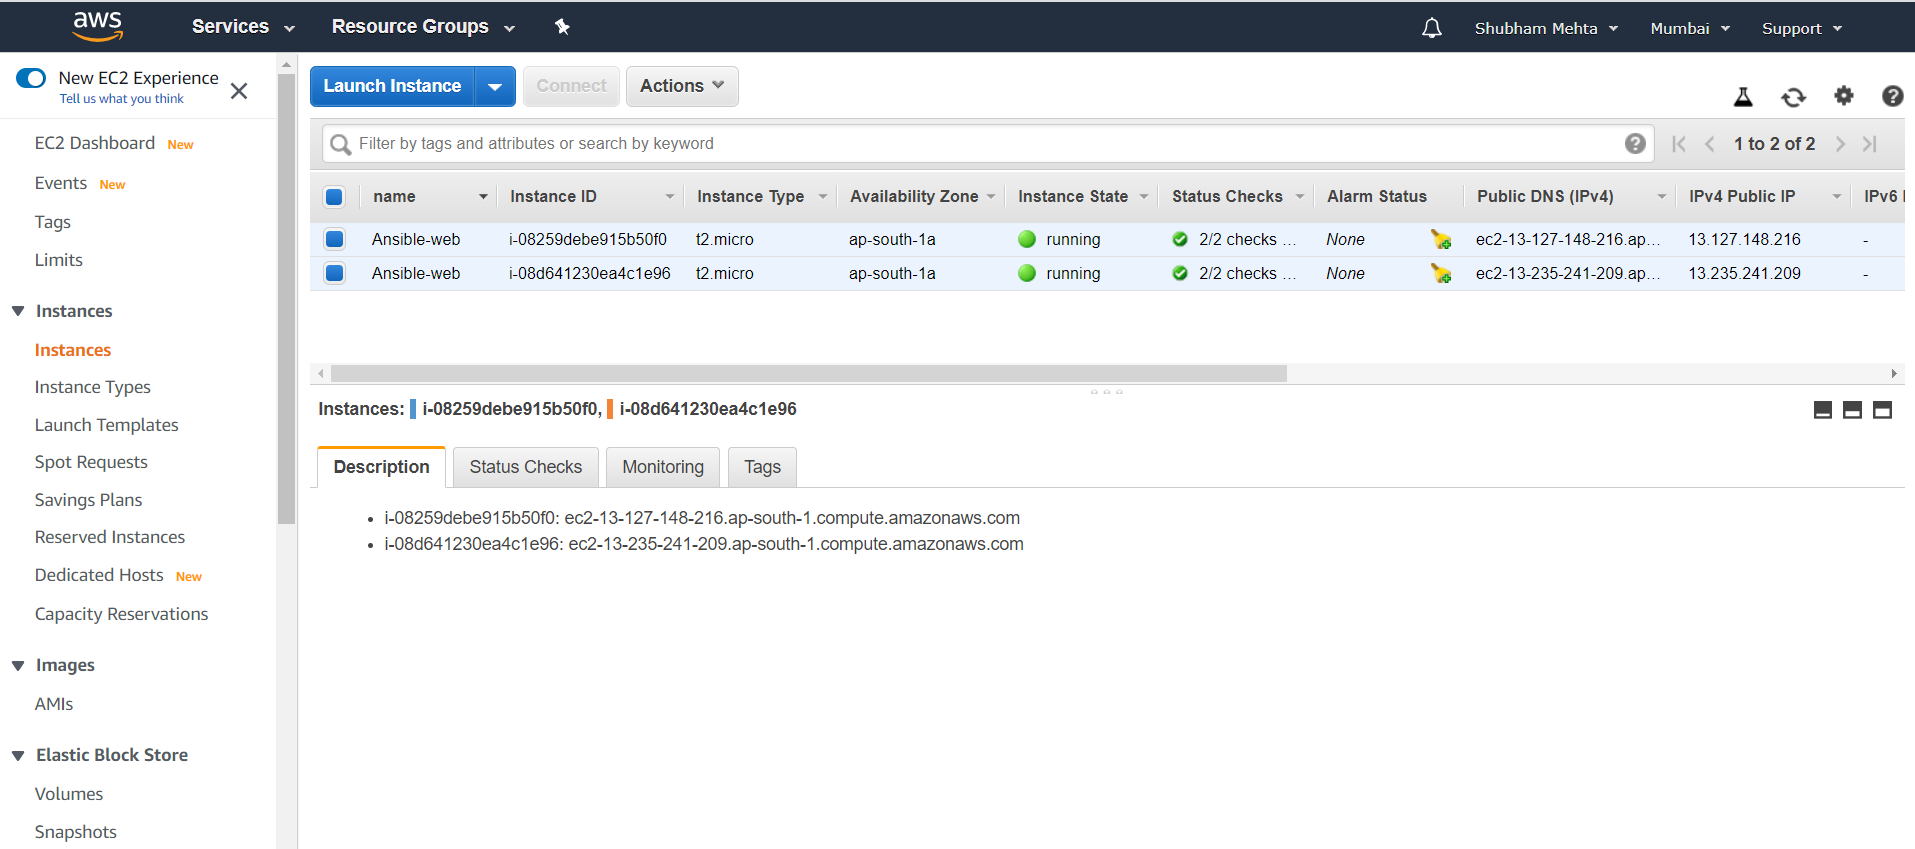 aws Services Resource Groups Shubham Mehta Mumbai Support
New EC2 Experience
Tell us what you think
EC2 Dashboard New
Events New
Tags
Limits
Instances
Instances
Instance Types
Launch Templates
Spot Requests
Savings Plans
Reserved Instances
Dedicated Hosts New
Capacity Reservations
Images
AMIs
Elastic Block Store
Volumes
Snapshots
Launch Instance Connect Actions
Filter by tags and attributes or search by keyword 1 to 2 of 2
name Instance ID Instance Type Availability Zone Instance State Status Checks Alarm Status Public DNS (IPv4) IPv4 Public IP IPv6
Ansible-web i-08259debe915b50f0 t2.micro ap-south-1a running 2/2 checks ... None ec2-13-127-148-216.ap... 13.127.148.216 -
Ansible-web i-08d641230ea4c1e96 t2.micro ap-south-1a running 2/2 checks ... None ec2-13-235-241-209.ap... 13.235.241.209 -
Instances: i-08259debe915b50f0, i-08d641230ea4c1e96
Description Status Checks Monitoring Tags
• i-08259debe915b50f0: ec2-13-127-148-216.ap-south-1.compute.amazonaws.com
• i-08d641230ea4c1e96: ec2-13-235-241-209.ap-south-1.compute.amazonaws.com